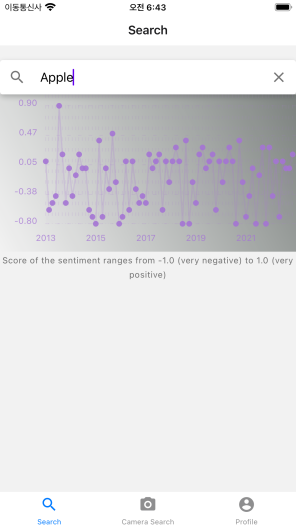 이동통신사 오전 6:43
Search
Apple
0.90
0.47
0.05
-0.38
-0.80
2013 2015 2017 2019 2021
Score of the sentiment ranges from -1.0 (very negative) to 1.0 (very
positive)
Search Camera Search Profile